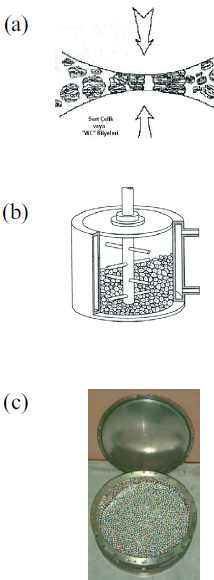 (a)
Sert Çelik
veya
"WC" Bilyeleri
(b)
(c)